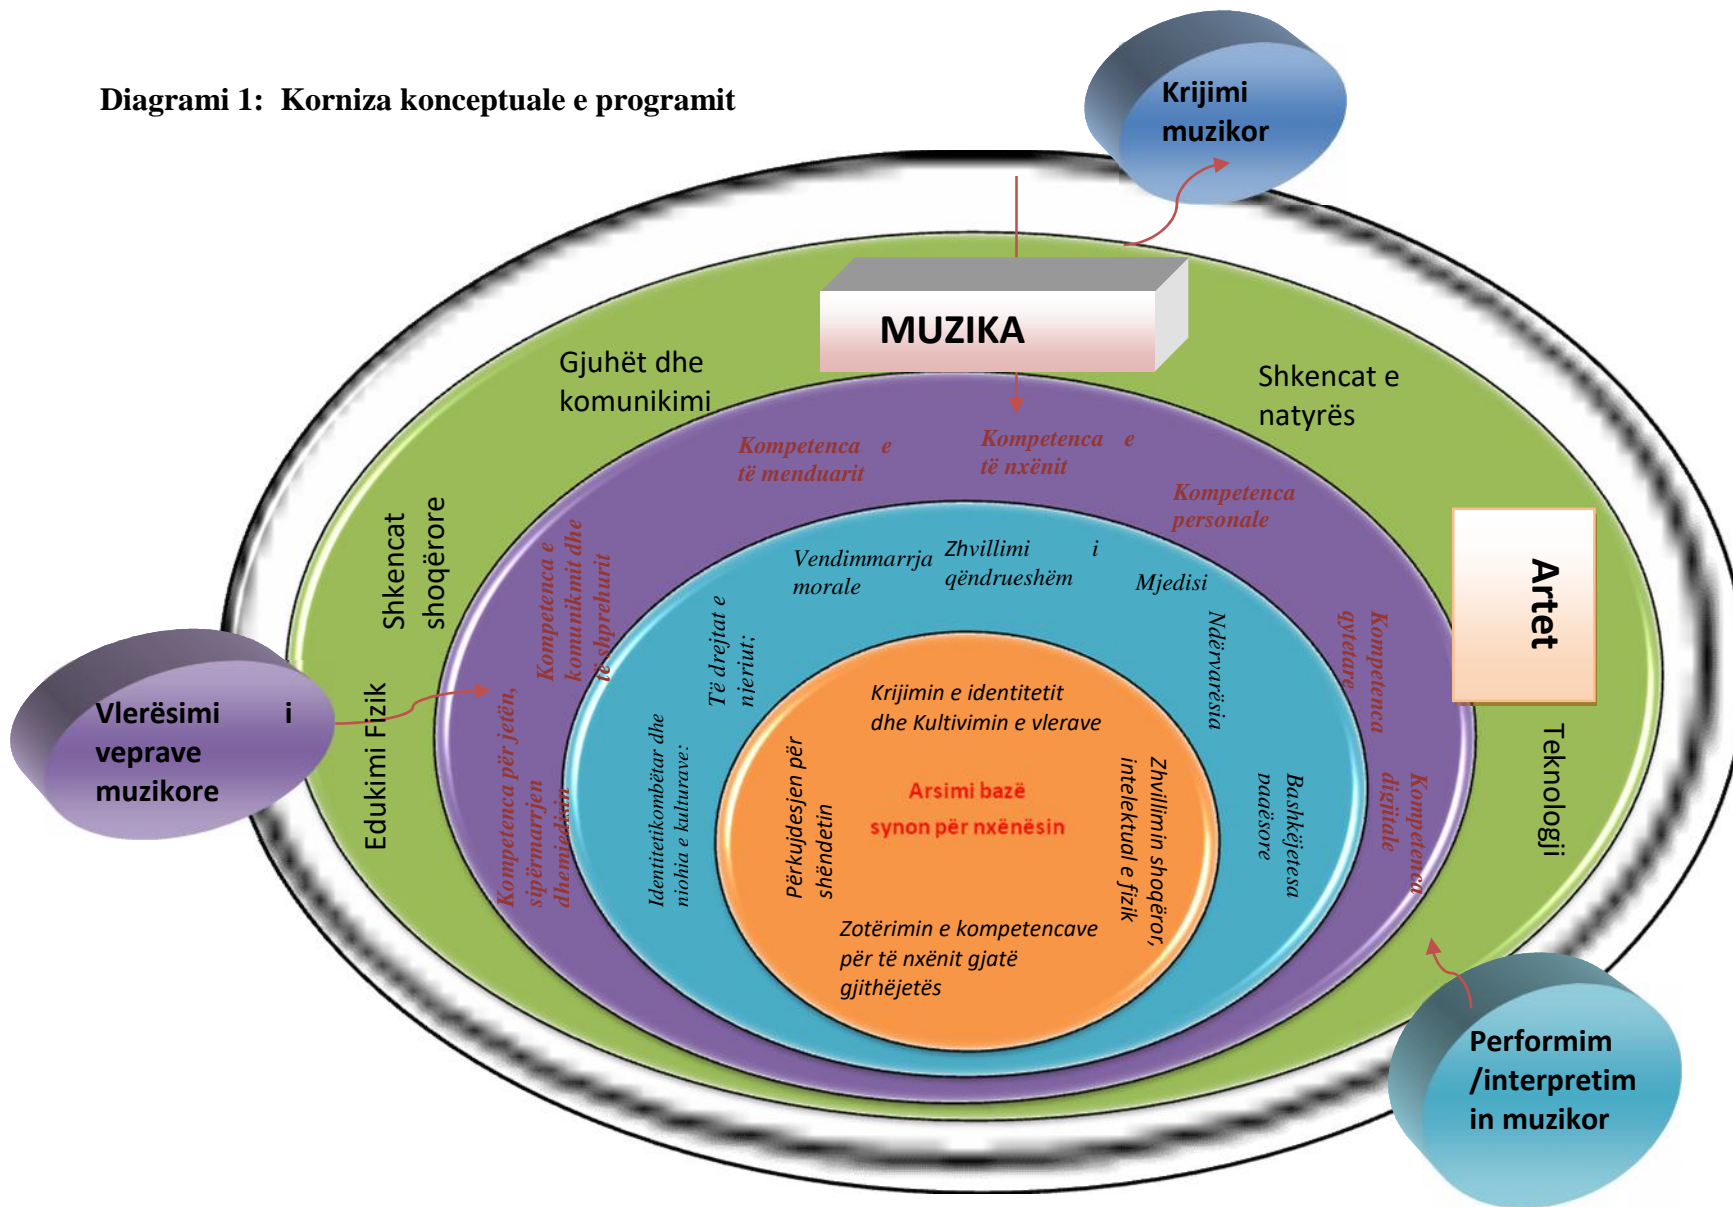 Diagrami 1: Korniza konceptuale e programit
Krijimi
muzikor
MUZIKA
Gjuhët dhe
komunikimi
Shkencat e
natyrës
Kompetenca e
të menduarit
Kompetenca e
të nxënit
Kompetenca
personale
Shkencat
shoqërore
Kompetenca e
komunikmit dhe
të shprehurit
Vendimmarrja
morale
Zhvillimi i
qëndrueshëm
Mjedisi
Artet
Të drejtat e
njeriut;
Ndërvarësia
Kompetenca
qytetare
Krijimin e identitetit
dhe Kultivimin e vlerave
Vlerësimi i
veprave
muzikore
Edukimi Fizik
Kompetenca për jetën,
sipërmarrjen
dhemjedisin
Identitetikombëtar dhe
njohja e kulturave:
Përkujdesjen për
shëndetin
Arsimi bazë
synon për nxënësin
Zhvillimin shoqëror,
intelektual e fizik
Bashkëjetesa
paqësore
Kompetenca
digjitale
Teknologji
Zotërimin e kompetencave
për të nxënit gjatë
gjithëjetës
Performim
/interpretim
in muzikor